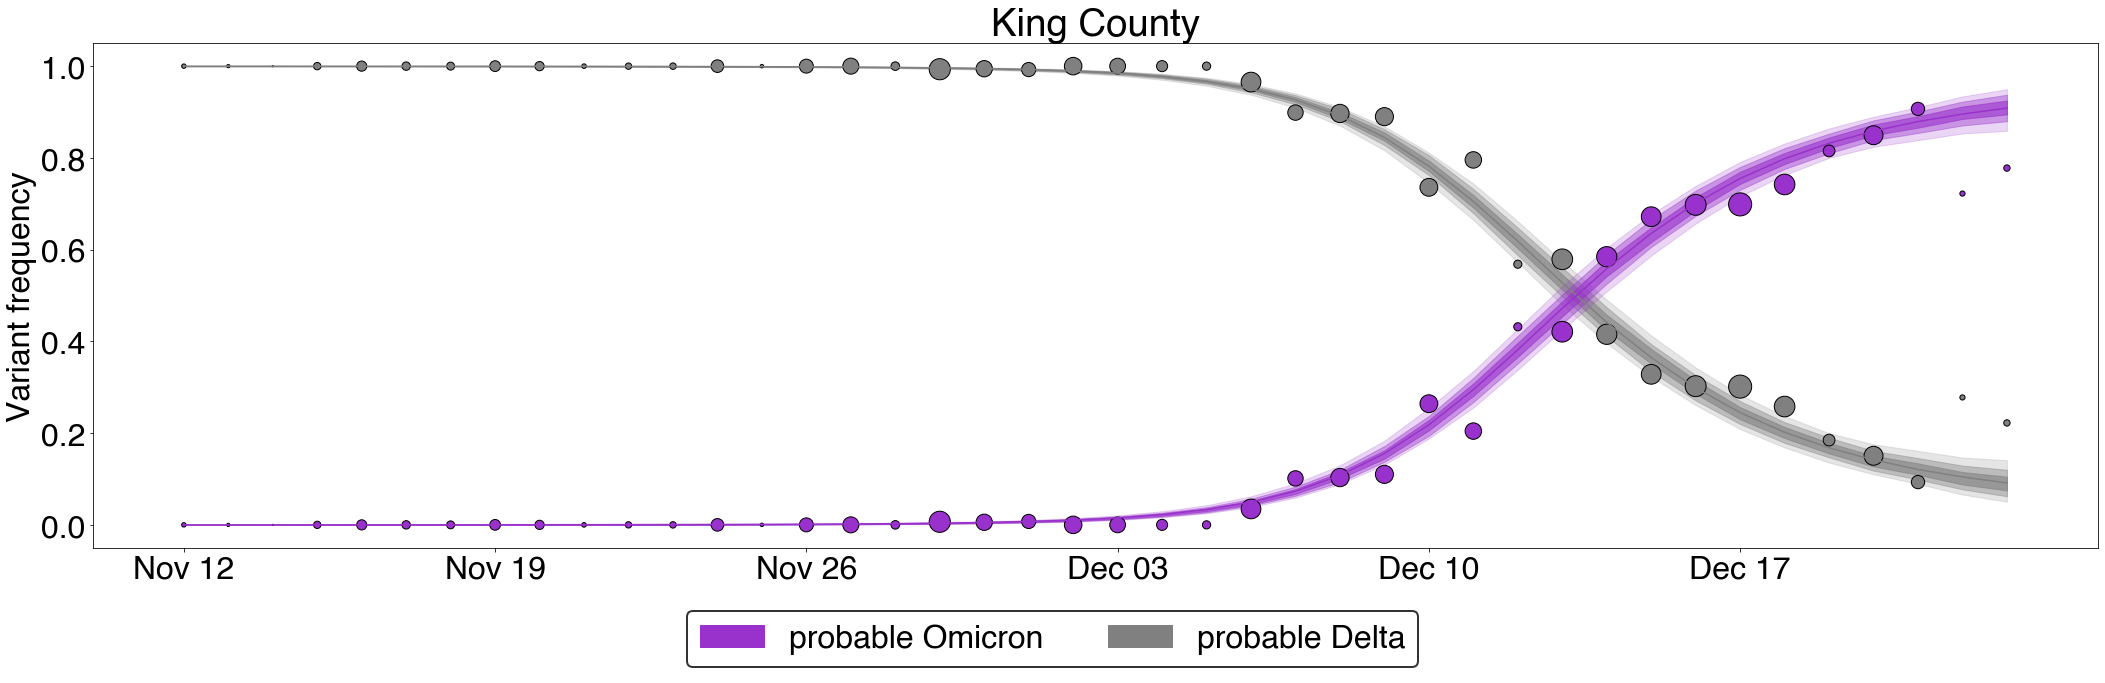 King County
Variant frequency
1.0
0.8
0.6
0.4
0.2
0.0
Nov 12 Nov 19 Nov 26 Dec 03 Dec 10 Dec 17
probable Omicron probable Delta